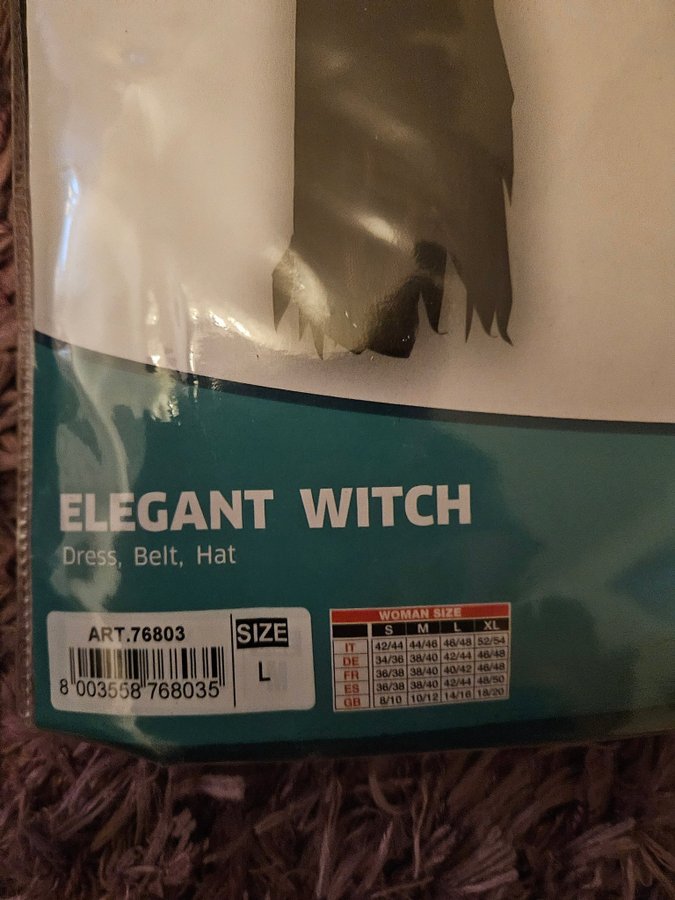 ELEGANT WITCH
Dress, Belt, Hat
ART.76803
8 003558 768035
SIZE
L
WOMAN SIZE
S M L XL
IT 42/44 44/46 46/48 52/54
DE 34/36 38/40 42/44 46/48
FR 36/38 38/40 40/42 46/48
ES 36/38 38/40 42/44 48/50
GB 8/10 10/12 14/16 18/20